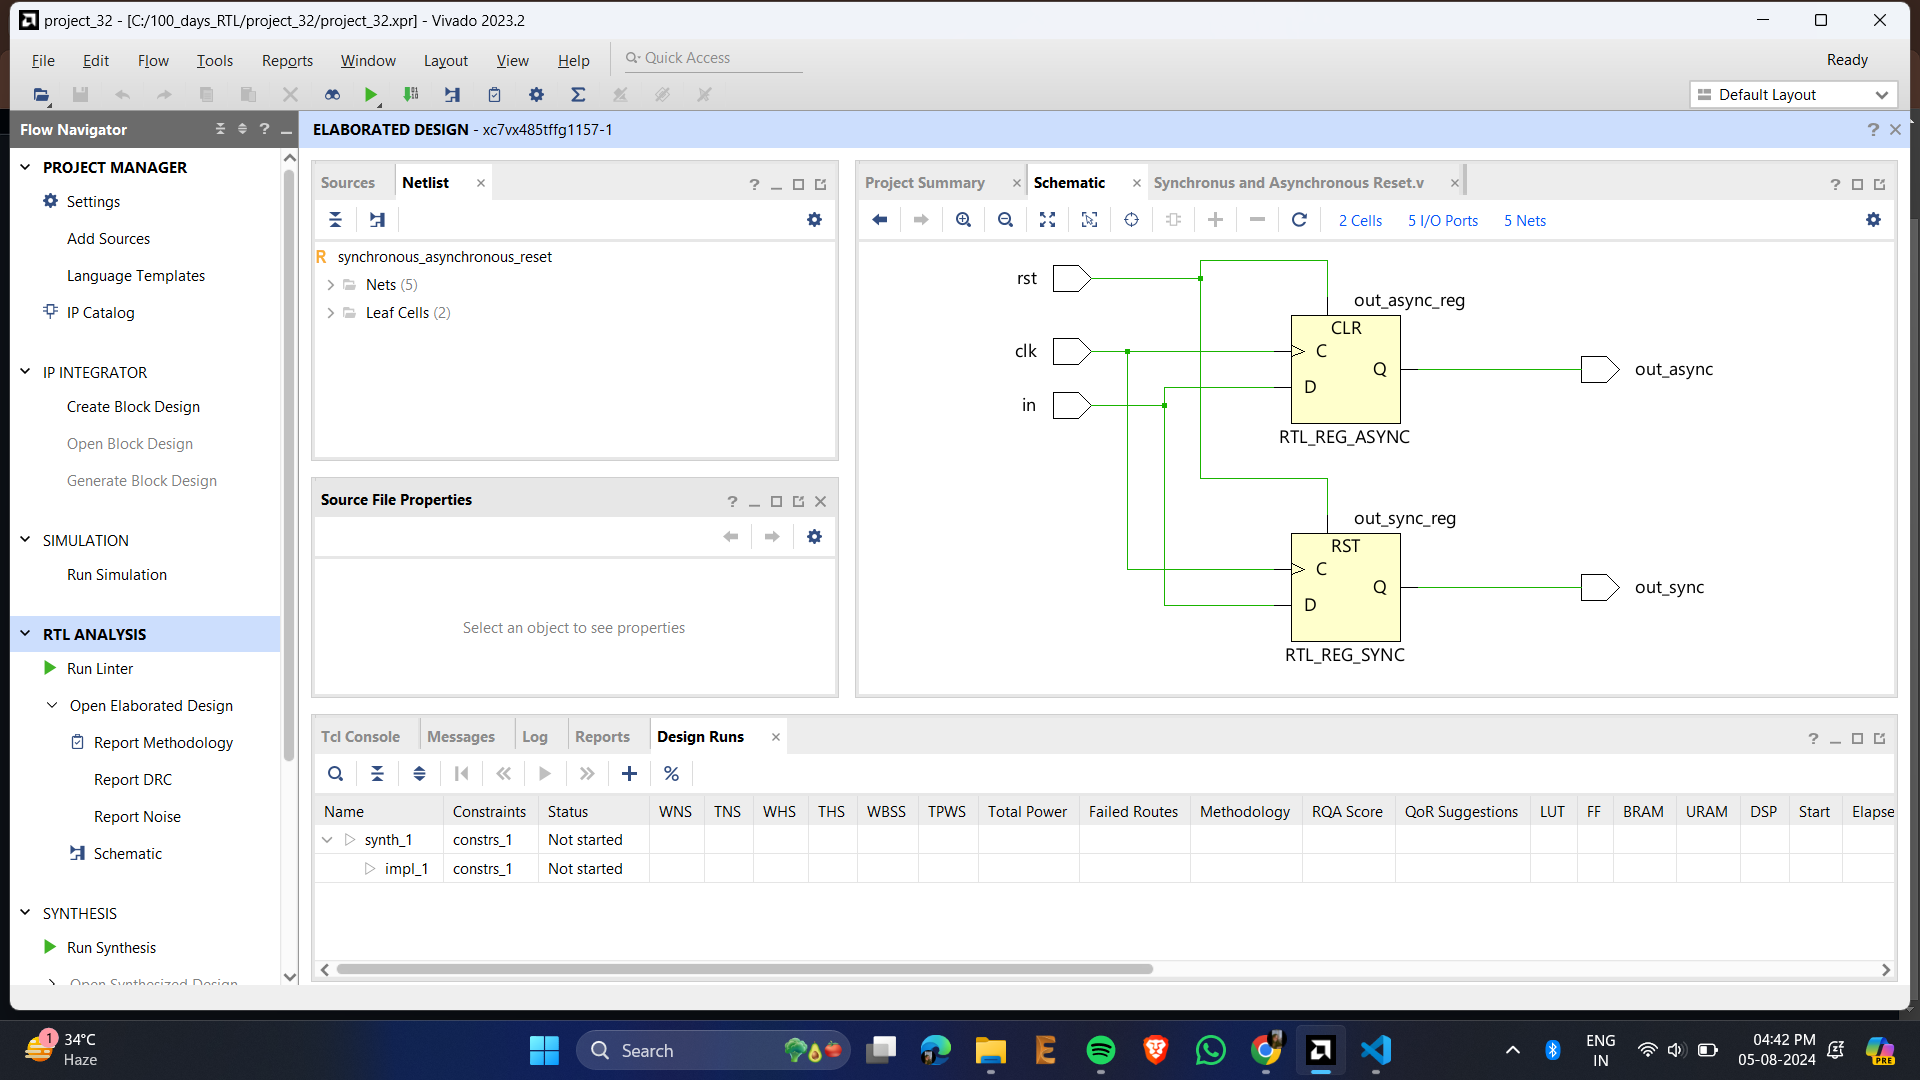 project_32 - [C:/100_days_RTL/project_32/project_32.xpr] - Vivado 2023.2
File Edit Flow Tools Reports Window Layout View Help Quick Access Ready
Default Layout
Flow Navigator ? _
ELABORATED DESIGN - xc7vx485tffg1157-1 ?
PROJECT MANAGER
Settings
Add Sources
Language Templates
IP Catalog
IP INTEGRATOR
Create Block Design
Open Block Design
Generate Block Design
SIMULATION
Run Simulation
RTL ANALYSIS
Run Linter
Open Elaborated Design
Report Methodology
Report DRC
Report Noise
Schematic
SYNTHESIS
Run Synthesis
Open Synthesized Design
Sources Netlist ?
R synchronous_asynchronous_reset
Nets (5)
Leaf Cells (2)
Source File Properties ?
Select an object to see properties
Project Summary Schematic Synchronus and Asynchronous Reset.v ?
2 Cells 5 I/O Ports 5 Nets
rst
clk
in
out_async_reg
CLR
C
Q
D
RTL_REG_ASYNC
out_async
out_sync_reg
RST
C
Q
D
RTL_REG_SYNC
out_sync
Tcl Console Messages Log Reports Design Runs ?
%
Name Constraints Status WNS TNS WHS THS WBSS TPWS Total Power Failed Routes Methodology RQA Score QoR Suggestions LUT FF BRAM URAM DSP Start Elapse
synth_1 constrs_1 Not started
impl_1 constrs_1 Not started
1
34°C
Haze
Search
ENG
IN
04:42 PM
05-08-2024
PRE